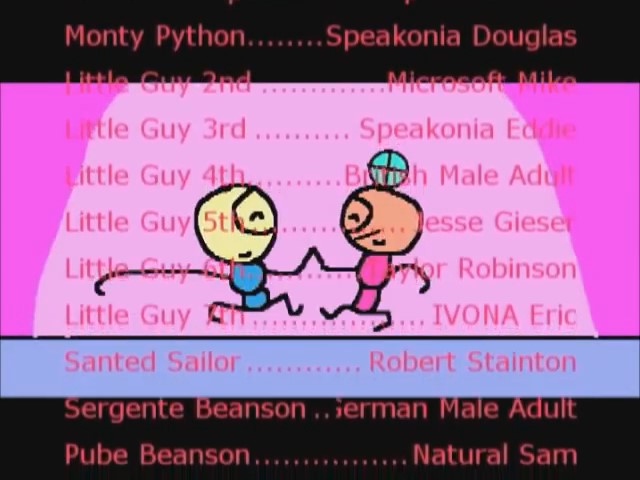 Monty Python........Speakonia Douglas
Little Guy 2nd .............Microsoft Mike
Little Guy 3rd .......... Speakonia Eddie
Little Guy 4th..........British Male Adult
Little Guy 5th.................Jesse Gieser
Little Guy 6th.............Taylor Robinson
Little Guy 7th .................. IVONA Eric
Santed Sailor ............ Robert Stainton
Sergente Beanson ..German Male Adult
Pube Beanson................Natural Sam